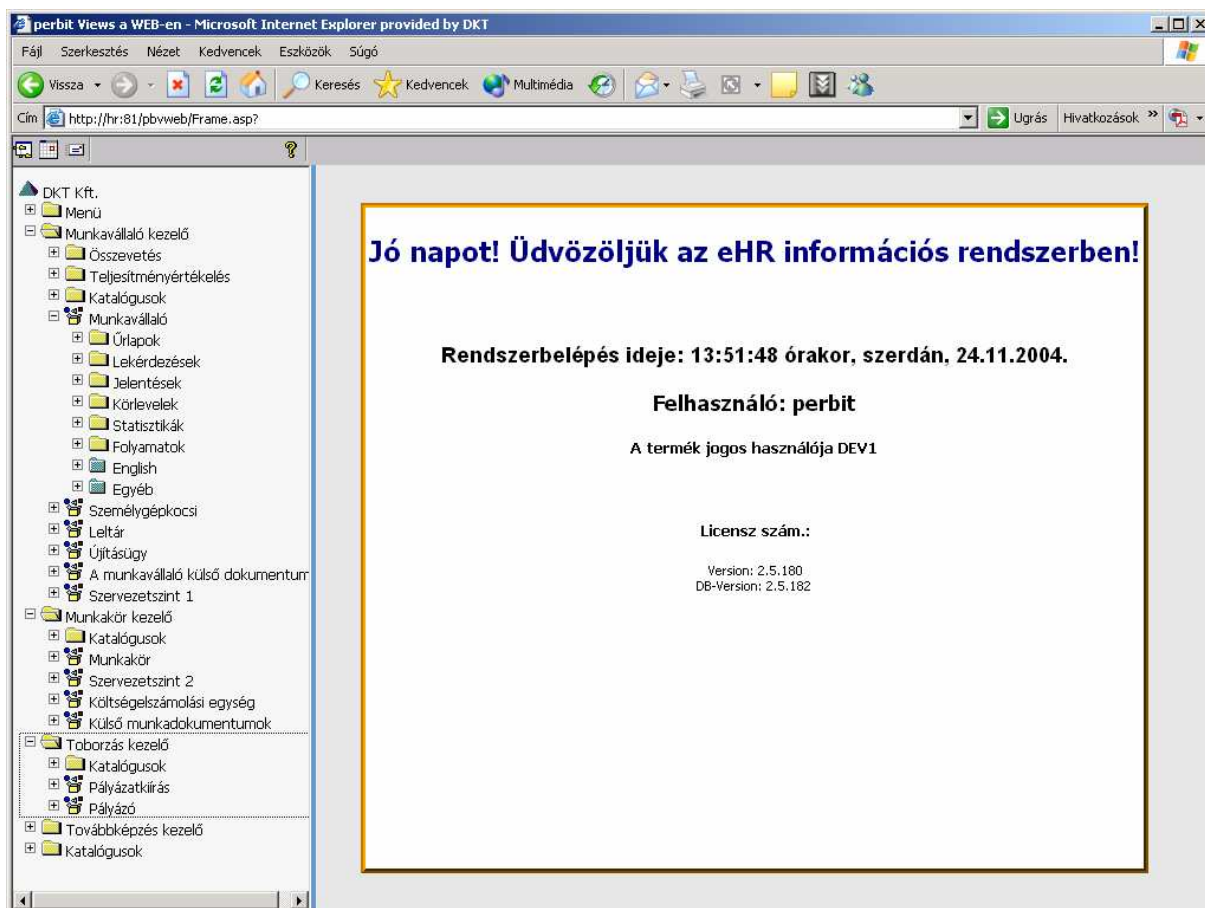 perbit Views a WEB-en - Microsoft Internet Explorer provided by DKT
Fájl Szerkesztés Nézet Kedvencek Eszközök Súgó
Vissza Keresés Kedvencek Multimédia
Cím http://hr:81/pbvweb/Frame.asp? Ugrás Hivatkozások »
DKT Kft.
Menü
Munkavállaló kezelő
Összevetés
Teljesítményértékelés
Katalógusok
Munkavállaló
Űrlapok
Lekérdezések
Jelentések
Körlevelek
Statisztikák
Folyamatok
English
Egyéb
Személygépkocsi
Leltár
Újításügy
A munkavállaló külső dokumentum
Szervezetszint 1
Munkakör kezelő
Katalógusok
Munkakör
Szervezetszint 2
Költségelszámolási egység
Külső munkadokumentumok
Toborzás kezelő
Katalógusok
Pályázatkiírás
Pályázó
Továbbképzés kezelő
Katalógusok
Jó napot! Üdvözöljük az eHR információs rendszerben!
Rendszerbelépés ideje: 13:51:48 órakor, szerdán, 24.11.2004.
Felhasználó: perbit
A termék jogos használója DEV1
Licensz szám.:
Version: 2.5.180
DB-Version: 2.5.182